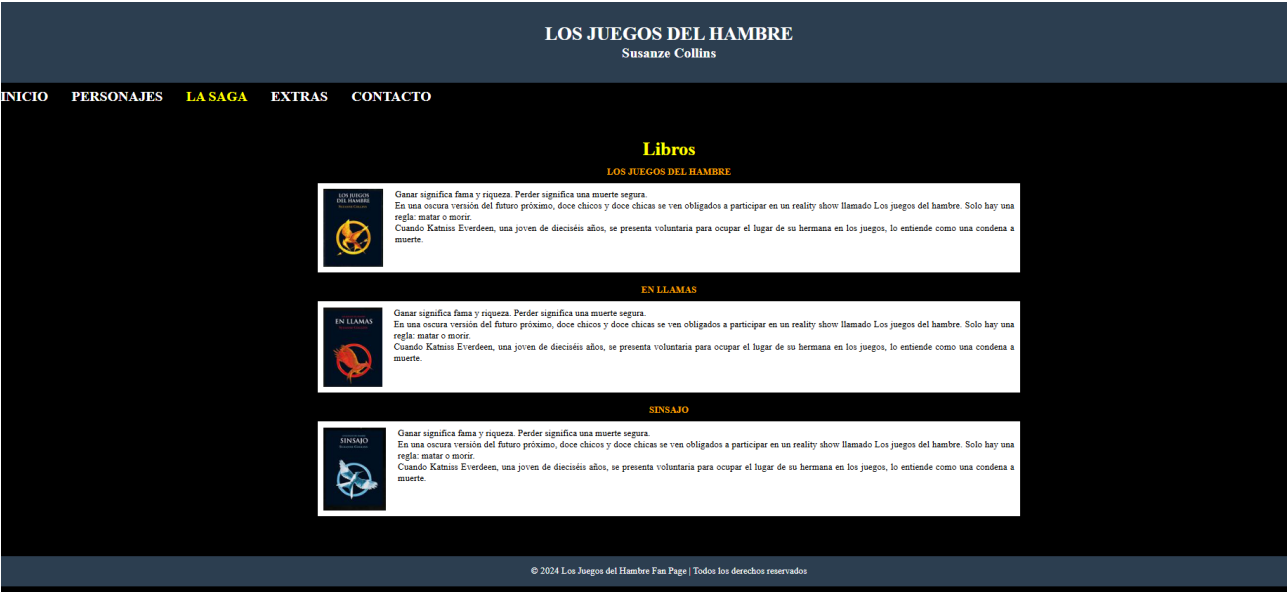 LOS JUEGOS DEL HAMBRE
Susanze Collins
INICIO PERSONAJES LA SAGA EXTRAS CONTACTO
Libros
LOS JUEGOS DEL HAMBRE
LOS JUEGOS
DEL HAMBRE
SUZANNE COLLINS
Ganar significa fama y riqueza. Perder significa una muerte segura.
En una oscura versión del futuro próximo, doce chicos y doce chicas se ven obligados a participar en un reality show llamado Los juegos del hambre. Solo hay una
regla: matar o morir.
Cuando Katniss Everdeen, una joven de dieciséis años, se presenta voluntaria para ocupar el lugar de su hermana en los juegos, lo entiende como una condena a
muerte.
EN LLAMAS
EN LLAMAS
SUZANNE COLLINS
Ganar significa fama y riqueza. Perder significa una muerte segura.
En una oscura versión del futuro próximo, doce chicos y doce chicas se ven obligados a participar en un reality show llamado Los juegos del hambre. Solo hay una
regla: matar o morir.
Cuando Katniss Everdeen, una joven de dieciséis años, se presenta voluntaria para ocupar el lugar de su hermana en los juegos, lo entiende como una condena a
muerte.
SINSAJO
SINSAJO
SUZANNE COLLINS
Ganar significa fama y riqueza. Perder significa una muerte segura.
En una oscura versión del futuro próximo, doce chicos y doce chicas se ven obligados a participar en un reality show llamado Los juegos del hambre. Solo hay una
regla: matar o morir.
Cuando Katniss Everdeen, una joven de dieciséis años, se presenta voluntaria para ocupar el lugar de su hermana en los juegos, lo entiende como una condena a
muerte.
© 2024 Los Juegos del Hambre Fan Page | Todos los derechos reservados